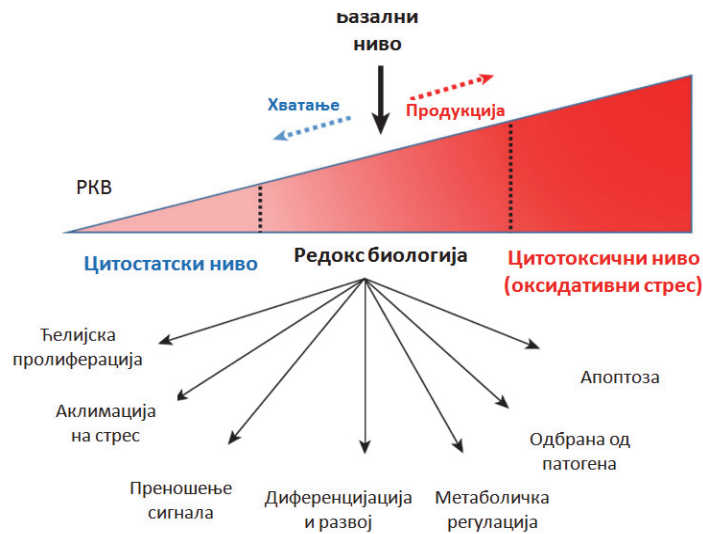 Базални
ниво
Хватање
Продукција
РКВ
Цитостатски ниво
Редокс биологија
Цитотоксични ниво
(оксидативни стрес)
Ћелијска
пролиферација
Аклимација
на стрес
Преношење
сигнала
Диференцијација
и развој
Метаболичка
регулација
Одбрана од
патогена
Апоптоза